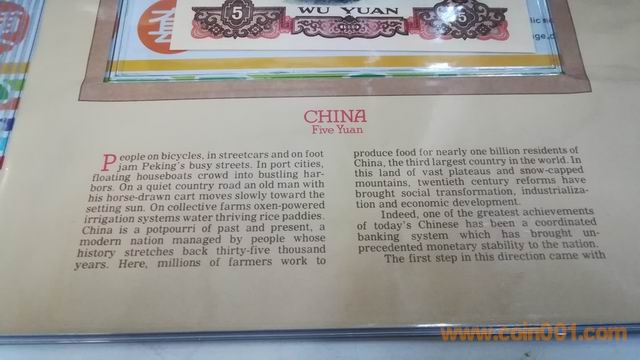 5 WU YUAN 5
CHINA
Five Yuan
People on bicycles, in streetcars and on foot
jam Peking's busy streets. In port cities,
floating houseboats crowd into bustling har-
bors. On a quiet country road an old man with
his horse-drawn cart moves slowly toward the
setting sun. On collective farms oxen-powered
irrigation systems water thriving rice paddies.
China is a potpourri of past and present, a
modern nation managed by people whose
history stretches back thirty-five thousand
years. Here, millions of farmers work to
produce food for nearly one billion residents of
China, the third largest country in the world. In
this land of vast plateaus and snow-capped
mountains, twentieth century reforms have
brought social transformation, industrializa-
tion and economic development.
Indeed, one of the greatest achievements
of today's Chinese has been a coordinated
banking system which has brought un-
precedented monetary stability to the nation.
The first step in this direction came with
www.coin001.com